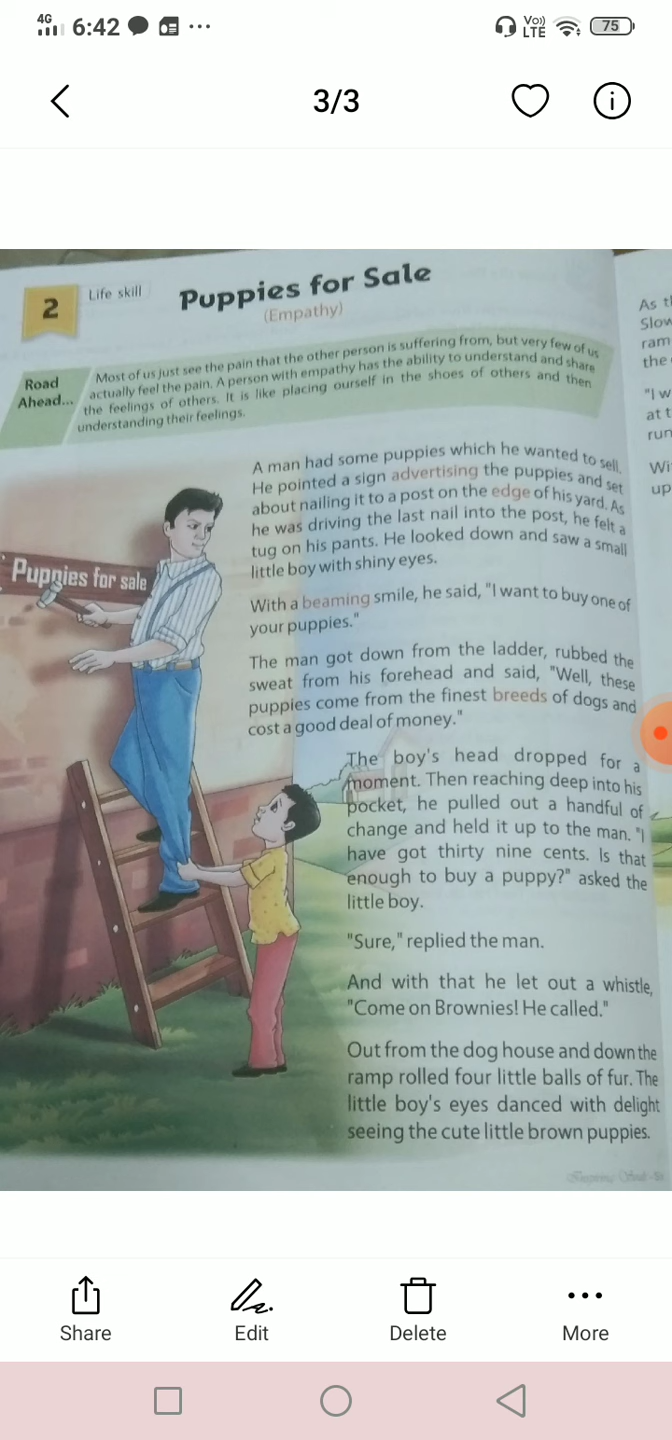 4G 6:42 ... Vo)) LTE 75
3/3
2
Life skill
Puppies for Sale
(Empathy)
Road
Ahead...
Most of us just see the pain that the other person is suffering from, but very few of us
actually feel the pain. A person with empathy has the ability to understand and share
the feelings of others. It is like placing ourself in the shoes of others and then
understanding their feelings.
A man had some puppies which he wanted to sell.
He pointed a sign advertising the puppies and set
about nailing it to a post on the edge of his yard. As
he was driving the last nail into the post, he felt a
tug on his pants. He looked down and saw a small
little boy with shiny eyes.
With a beaming smile, he said, "I want to buy one of
your puppies."
The man got down from the ladder, rubbed the
sweat from his forehead and said, "Well, these
puppies come from the finest breeds of dogs and
cost a good deal of money."
The boy's head dropped for a
moment. Then reaching deep into his
pocket, he pulled out a handful of
change and held it up to the man. "I
have got thirty nine cents. Is that
enough to buy a puppy?" asked the
little boy.
"Sure," replied the man.
And with that he let out a whistle,
"Come on Brownies! He called."
Out from the dog house and down the
ramp rolled four little balls of fur. The
little boy's eyes danced with delight
seeing the cute little brown puppies.
Puppies for sale
As
Slow
ram
the
"I w
at t
run
up
Share Edit Delete More